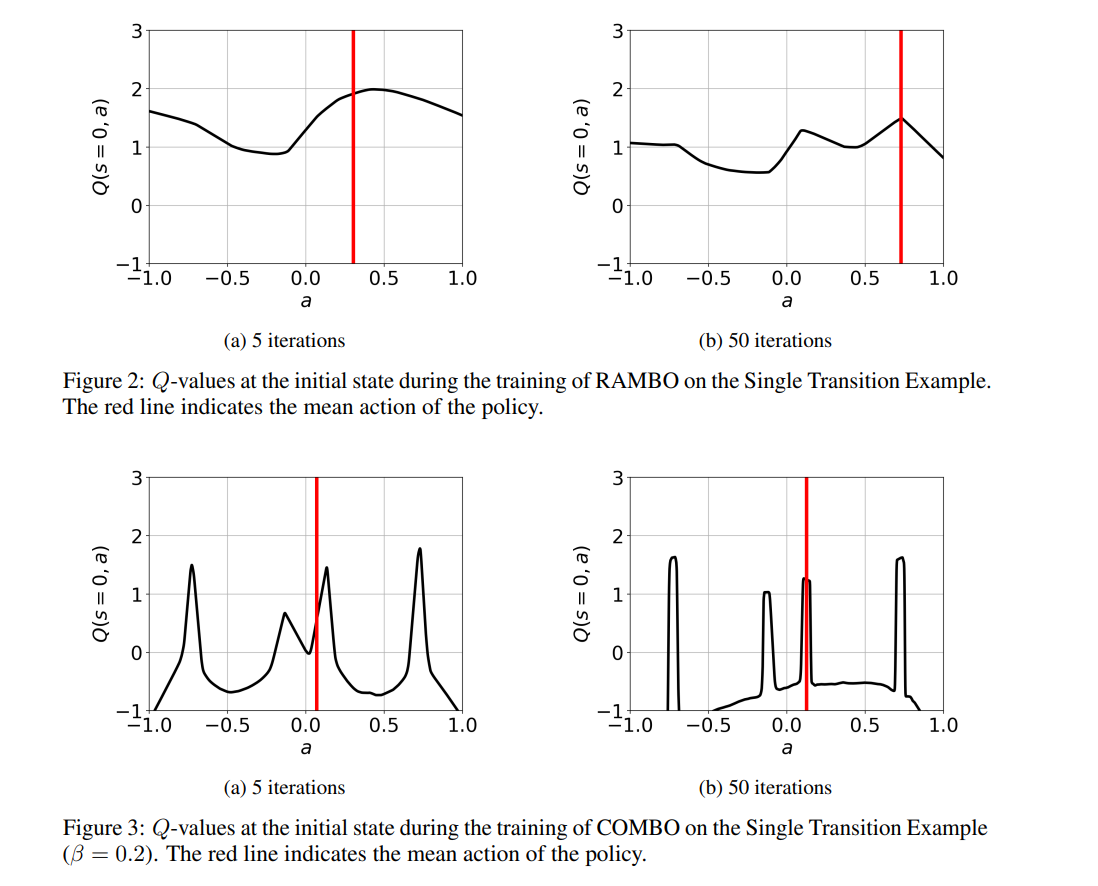 3
2
1
0
−1
−1.0 −0.5 0.0 0.5 1.0
Q(s = 0, a)
a
3
2
1
0
−1
−1.0 −0.5 0.0 0.5 1.0
Q(s = 0, a)
a
(a) 5 iterations
(b) 50 iterations
Figure 2: Q-values at the initial state during the training of RAMBO on the Single Transition Example.
The red line indicates the mean action of the policy.
3
2
1
0
−1
−1.0 −0.5 0.0 0.5 1.0
Q(s = 0, a)
a
3
2
1
0
−1
−1.0 −0.5 0.0 0.5 1.0
Q(s = 0, a)
a
(a) 5 iterations
(b) 50 iterations
Figure 3: Q-values at the initial state during the training of COMBO on the Single Transition Example
(β = 0.2). The red line indicates the mean action of the policy.